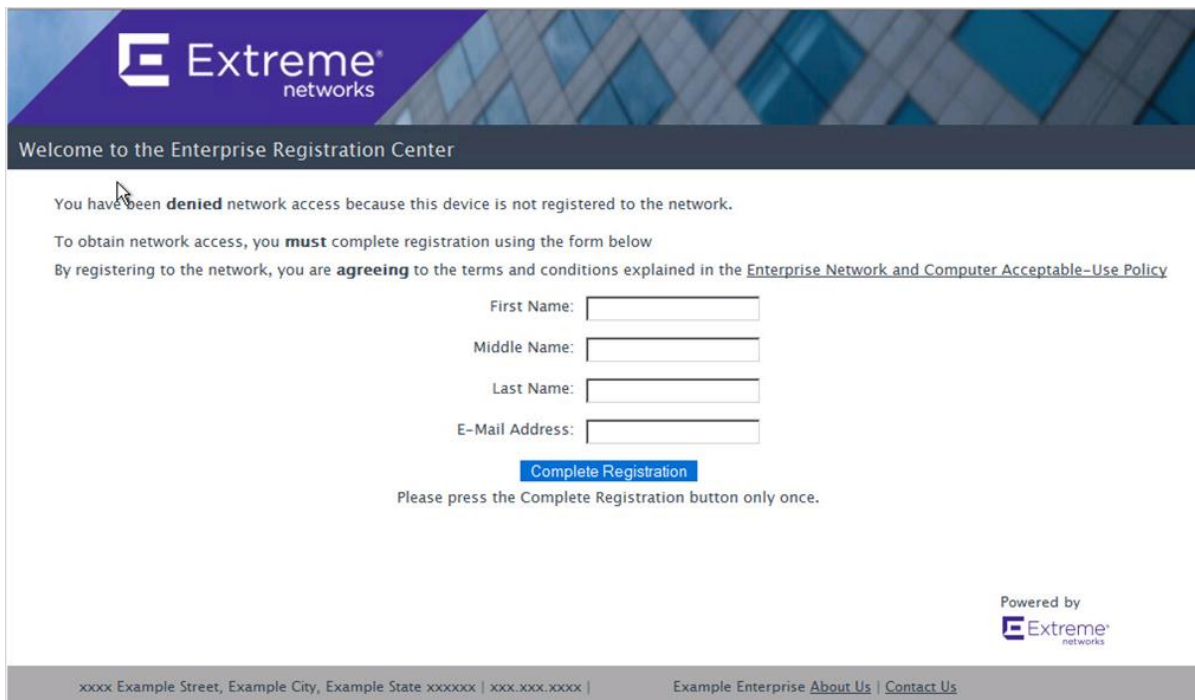 Extreme
networks
Welcome to the Enterprise Registration Center
You have been denied network access because this device is not registered to the network.
To obtain network access, you must complete registration using the form below
By registering to the network, you are agreeing to the terms and conditions explained in the Enterprise Network and Computer Acceptable-Use Policy
First Name:
Middle Name:
Last Name:
E-Mail Address:
Complete Registration
Please press the Complete Registration button only once.
Powered by
Extreme
networks
xxxx Example Street, Example City, Example State xxxxxx | xxx.xxx.xxxx | Example Enterprise About Us | Contact Us